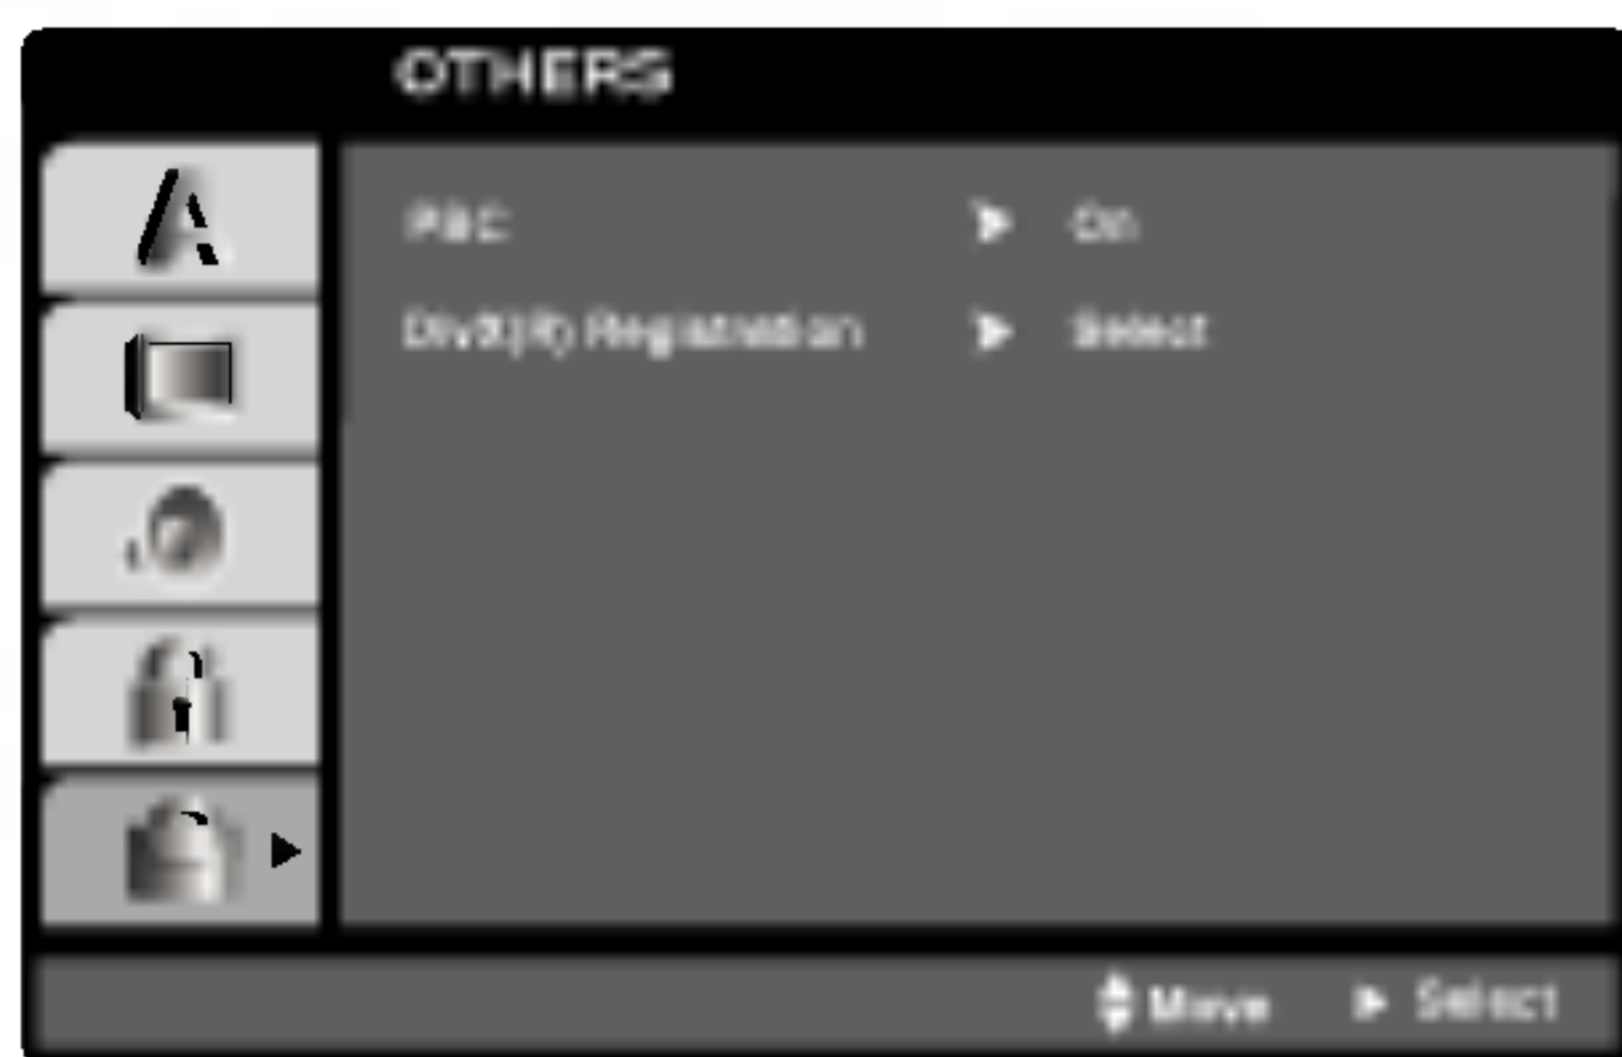 OTHERS
PBC ► On
DivX(R) Registration ► Select
Move ► Select